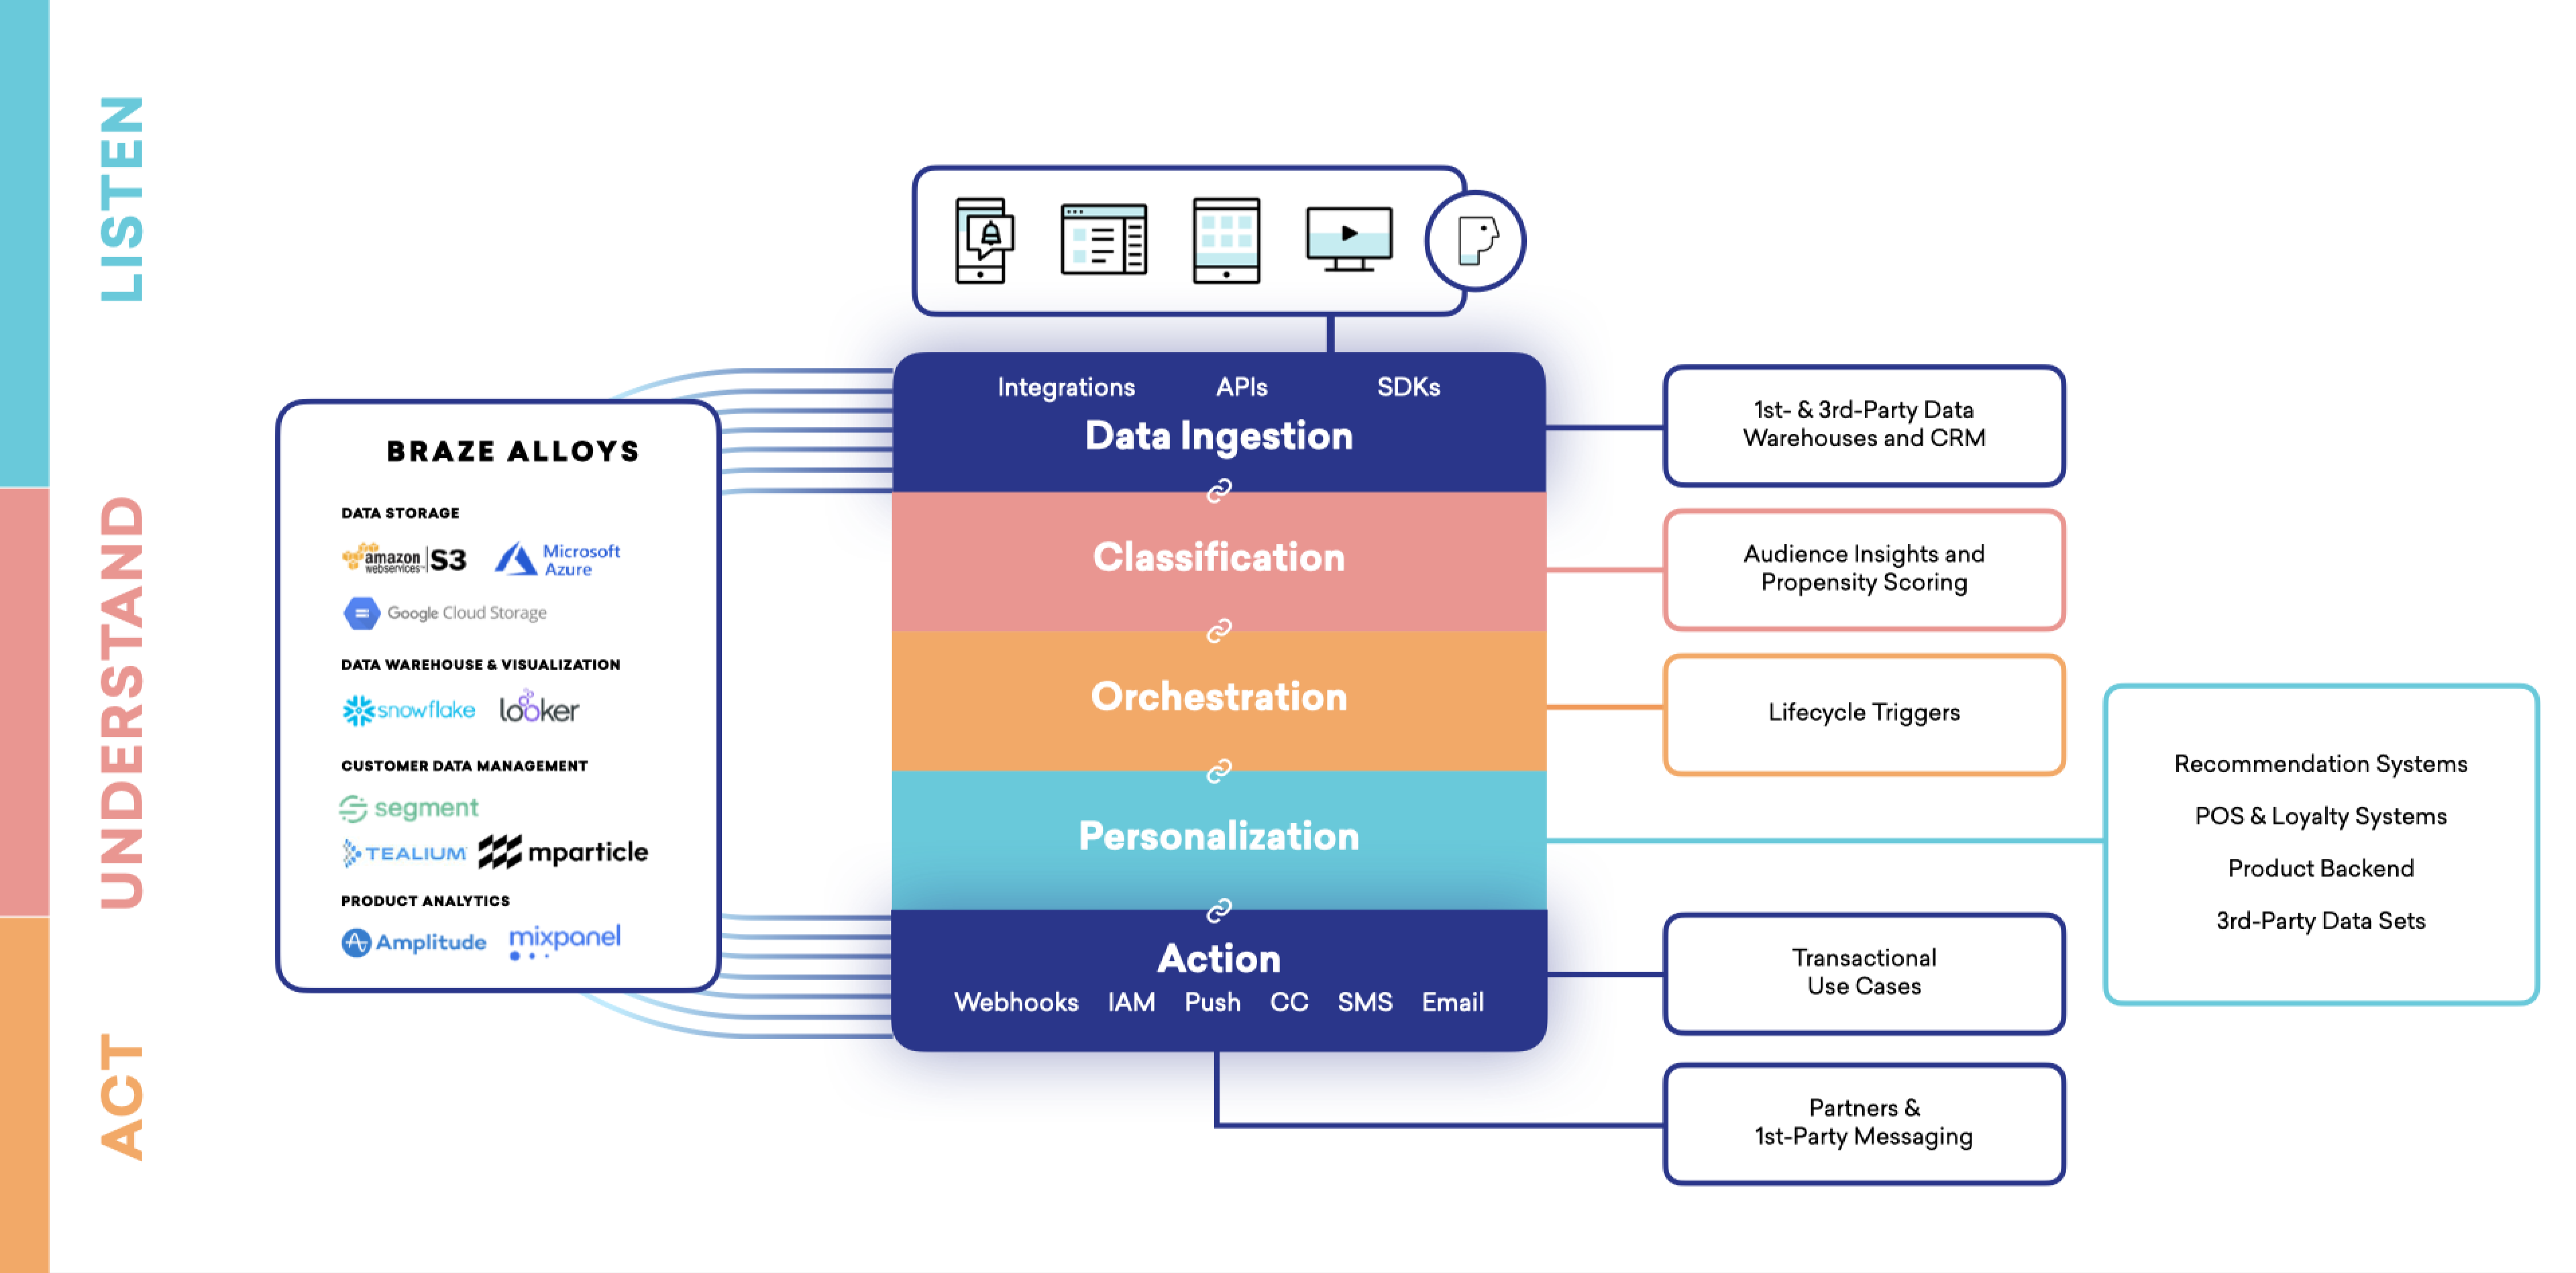 LISTEN
UNDERSTAND
ACT
BRAZE ALLOYS
DATA STORAGE
amazon webservices™ | S3
Microsoft Azure
Google Cloud Storage
DATA WAREHOUSE & VISUALIZATION
snowflake looker
CUSTOMER DATA MANAGEMENT
segment
TEALIUM mparticle
PRODUCT ANALYTICS
Amplitude mixpanel
Integrations APIs SDKs
Data Ingestion
Classification
Orchestration
Personalization
Action
Webhooks IAM Push CC SMS Email
1st- & 3rd-Party Data
Warehouses and CRM
Audience Insights and
Propensity Scoring
Lifecycle Triggers
Recommendation Systems
POS & Loyalty Systems
Product Backend
3rd-Party Data Sets
Transactional
Use Cases
Partners &
1st-Party Messaging